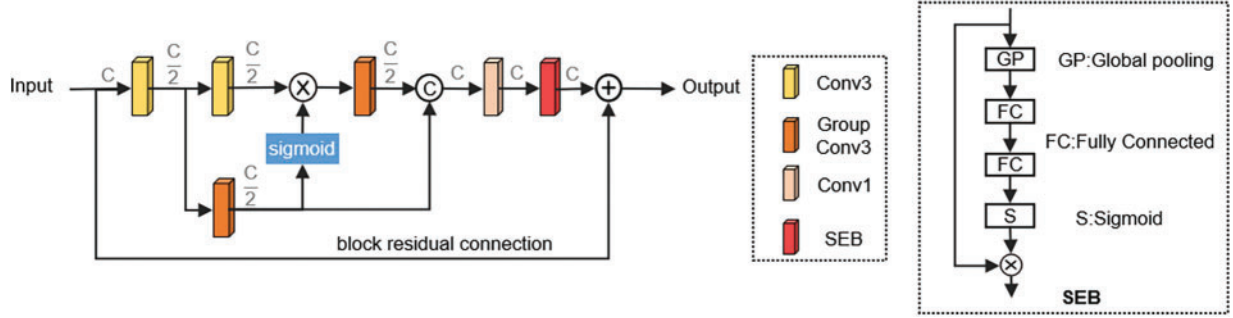 Input
C
C
2
C
2
X
C
2
C
C
C
C
+
Output
sigmoid
C
2
block residual connection
Conv3
Group
Conv3
Conv1
SEB
GP
GP:Global pooling
FC
FC:Fully Connected
FC
S
S:Sigmoid
X
SEB